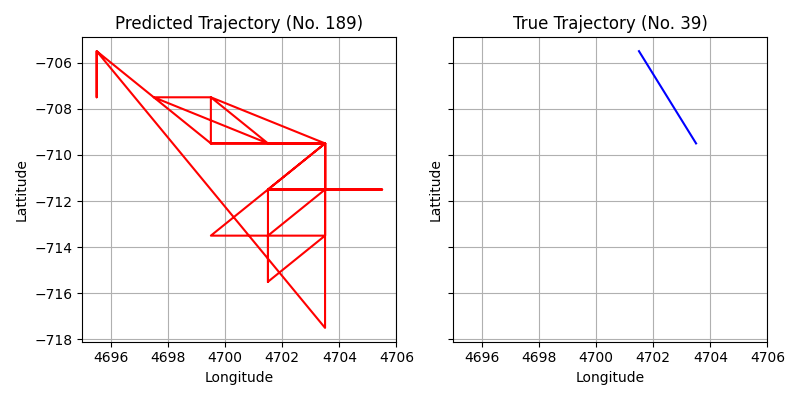 Predicted Trajectory (No. 189)
−706
−708
−710
−712
−714
−716
−718
Lattitude
4696 4698 4700 4702 4704 4706
Longitude
True Trajectory (No. 39)
Lattitude
4696 4698 4700 4702 4704 4706
Longitude